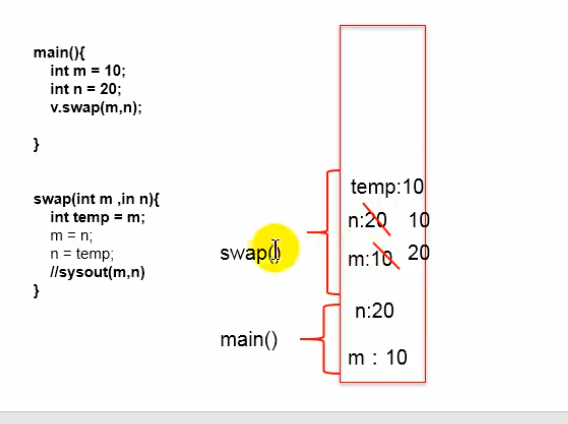 main(){
int m = 10;
int n = 20;
v.swap(m,n);
}
swap(int m ,in n){
int temp = m;
m = n;
n = temp;
//sysout(m,n)
}
temp:10
n:20 10
swap()
m:10 20
n:20
main()
m : 10